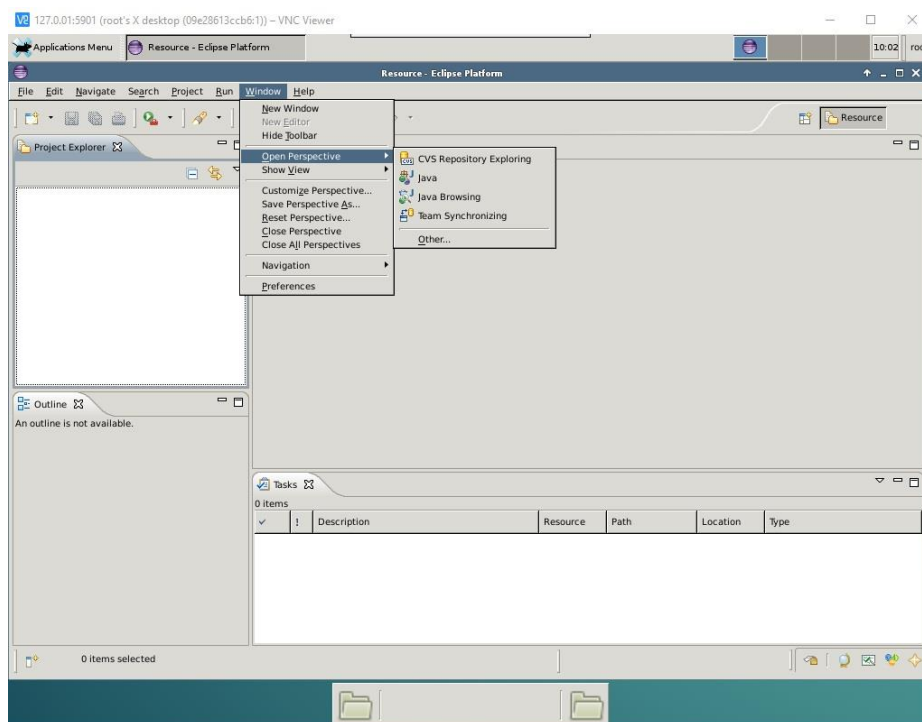 127.0.01:5901 (root's X desktop (09e28613ccb6:1)) – VNC Viewer
Applications Menu
Resource - Eclipse Platform
10:02
Resource - Eclipse Platform
File Edit Navigate Search Project Run Window Help
New Window
New Editor
Hide Toolbar
Open Perspective
Show View
Customize Perspective...
Save Perspective As...
Reset Perspective...
Close Perspective
Close All Perspectives
Navigation
Preferences
CVS Repository Exploring
Java
Java Browsing
Team Synchronizing
Other...
Resource
Project Explorer
Outline
An outline is not available.
Tasks
0 items
! Description Resource Path Location Type
0 items selected